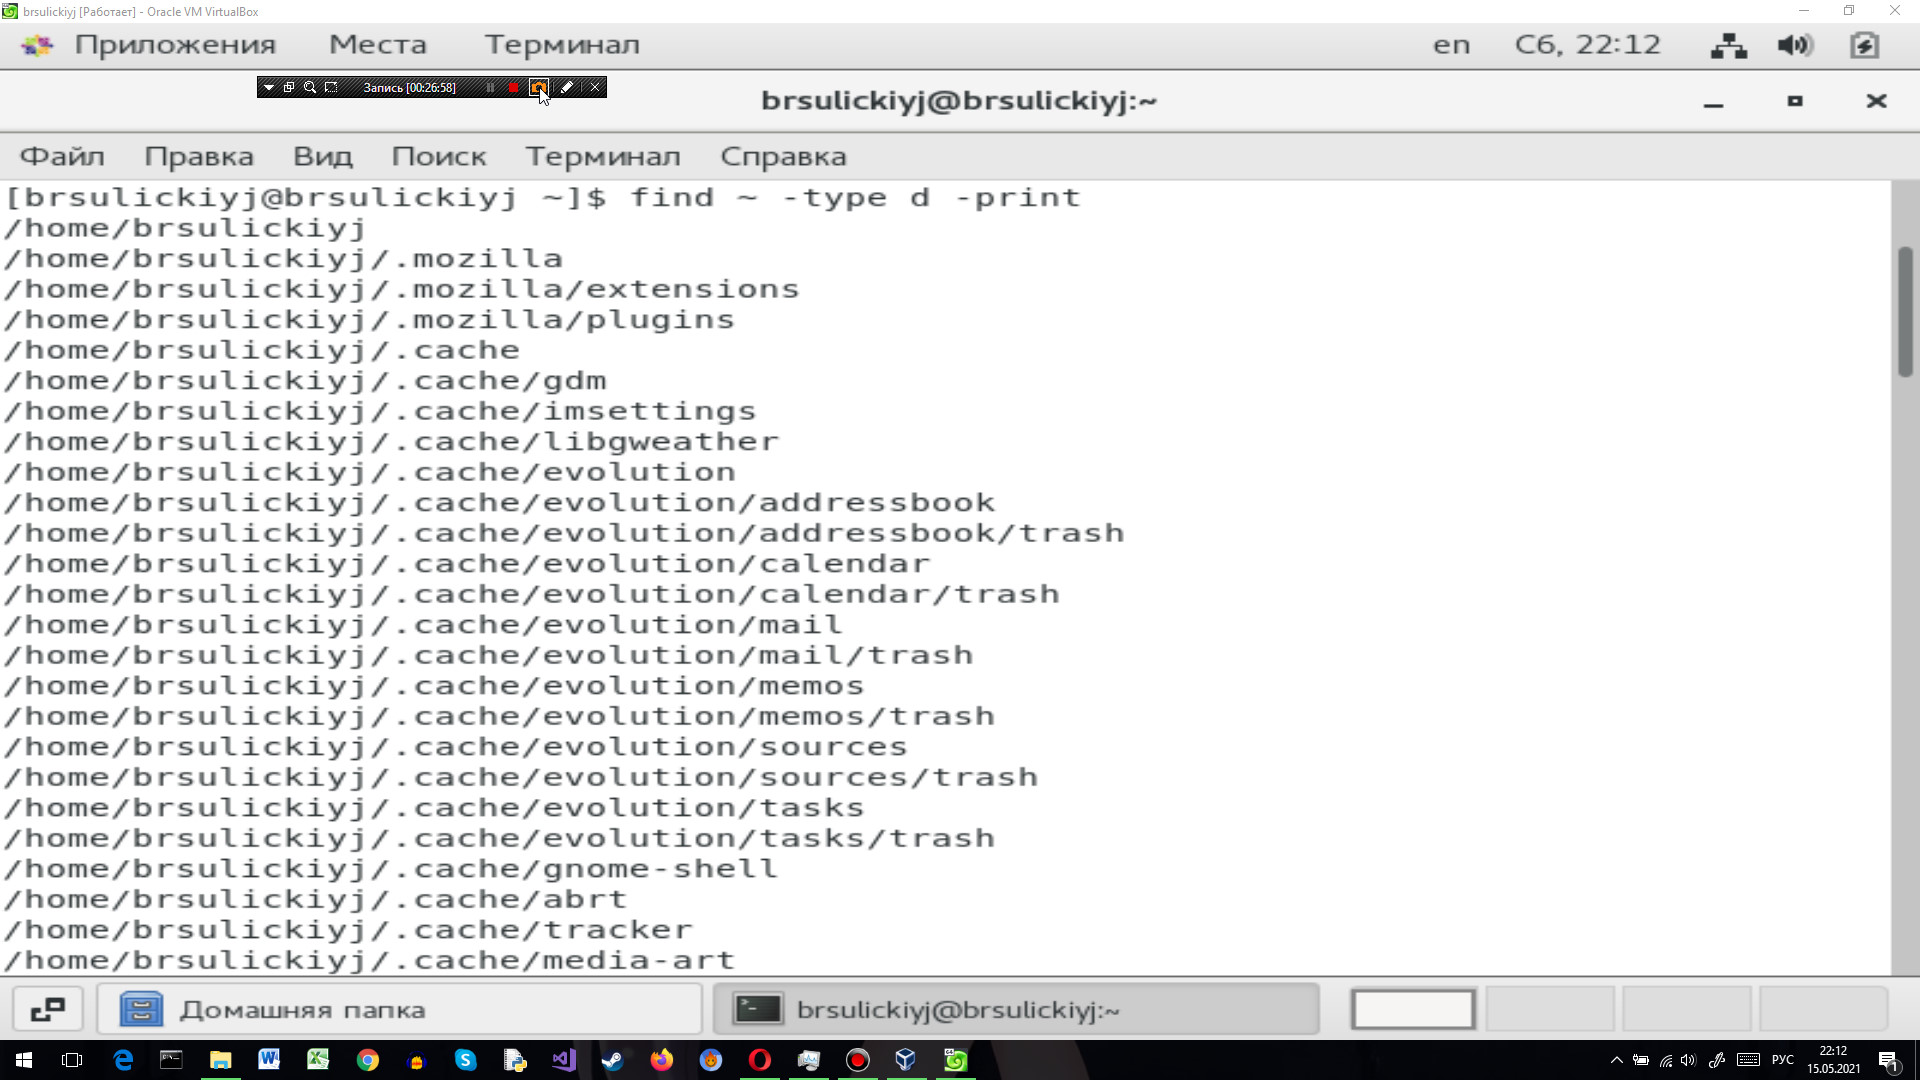 brsulickiyj [Работает] - Oracle VM VirtualBox
Приложения Места Терминал en Сб, 22:12
Запись [00:26:58]
brsulickiyj@brsulickiyj:~
Файл Правка Вид Поиск Терминал Справка
[brsulickiyj@brsulickiyj ~]$ find ~ -type d -print
/home/brsulickiyj
/home/brsulickiyj/.mozilla
/home/brsulickiyj/.mozilla/extensions
/home/brsulickiyj/.mozilla/plugins
/home/brsulickiyj/.cache
/home/brsulickiyj/.cache/gdm
/home/brsulickiyj/.cache/imsettings
/home/brsulickiyj/.cache/libgweather
/home/brsulickiyj/.cache/evolution
/home/brsulickiyj/.cache/evolution/addressbook
/home/brsulickiyj/.cache/evolution/addressbook/trash
/home/brsulickiyj/.cache/evolution/calendar
/home/brsulickiyj/.cache/evolution/calendar/trash
/home/brsulickiyj/.cache/evolution/mail
/home/brsulickiyj/.cache/evolution/mail/trash
/home/brsulickiyj/.cache/evolution/memos
/home/brsulickiyj/.cache/evolution/memos/trash
/home/brsulickiyj/.cache/evolution/sources
/home/brsulickiyj/.cache/evolution/sources/trash
/home/brsulickiyj/.cache/evolution/tasks
/home/brsulickiyj/.cache/evolution/tasks/trash
/home/brsulickiyj/.cache/gnome-shell
/home/brsulickiyj/.cache/abrt
/home/brsulickiyj/.cache/tracker
/home/brsulickiyj/.cache/media-art
Домашняя папка brsulickiyj@brsulickiyj:~
РУС 22:12
15.05.2021
1